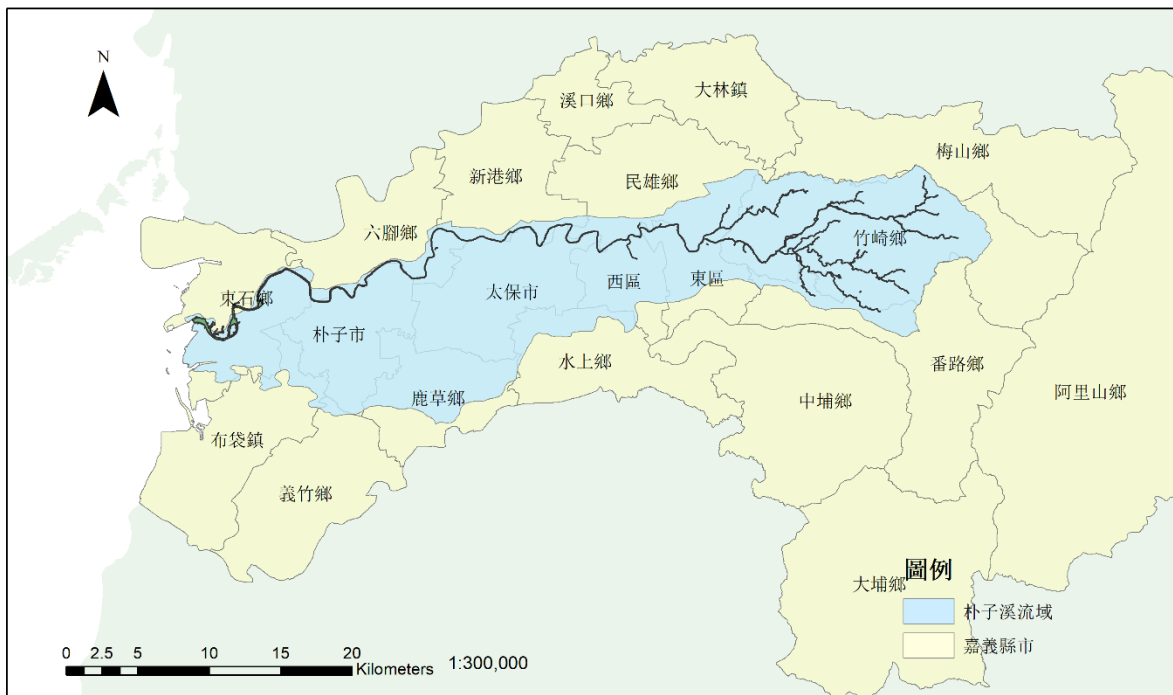 N
溪口鄉
大林鎮
梅山鄉
新港鄉
民雄鄉
六腳鄉
竹崎鄉
西區
東區
太保市
東石鄉
朴子市
水上鄉
番路鄉
阿里山鄉
鹿草鄉
中埔鄉
布袋鎮
義竹鄉
大埔鄉
圖例
朴子溪流域
嘉義縣市
0 2.5 5 10 15 20
Kilometers
1:300,000